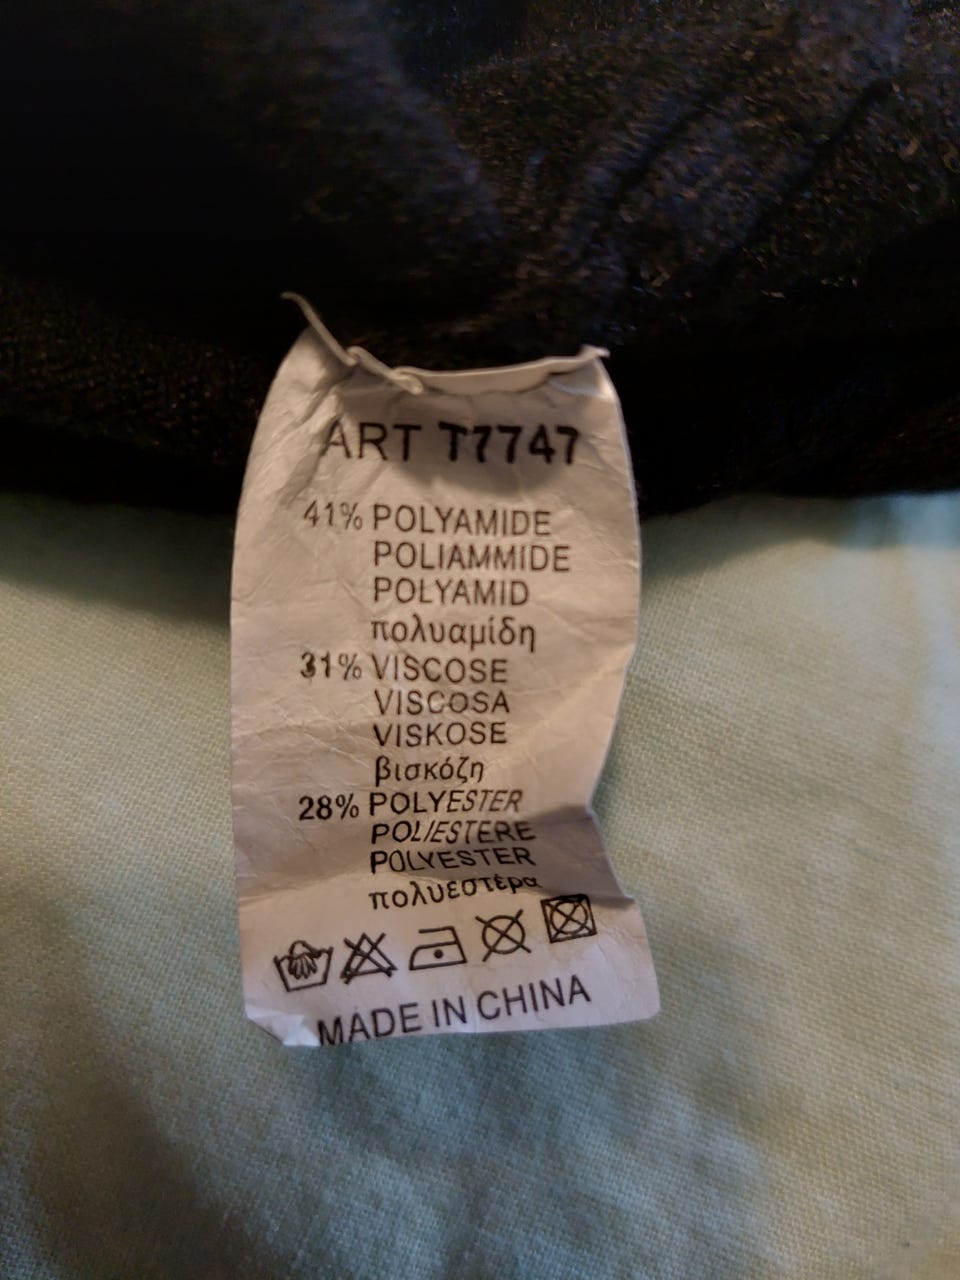 ART T7747
41% POLYAMIDE
POLIAMMIDE
POLYAMID
πολυαμίδη
31% VISCOSE
VISCOSA
VISKOSE
βισκόζη
28% POLYESTER
POLIESTERE
POLYESTER
πολυεστέρα
MADE IN CHINA